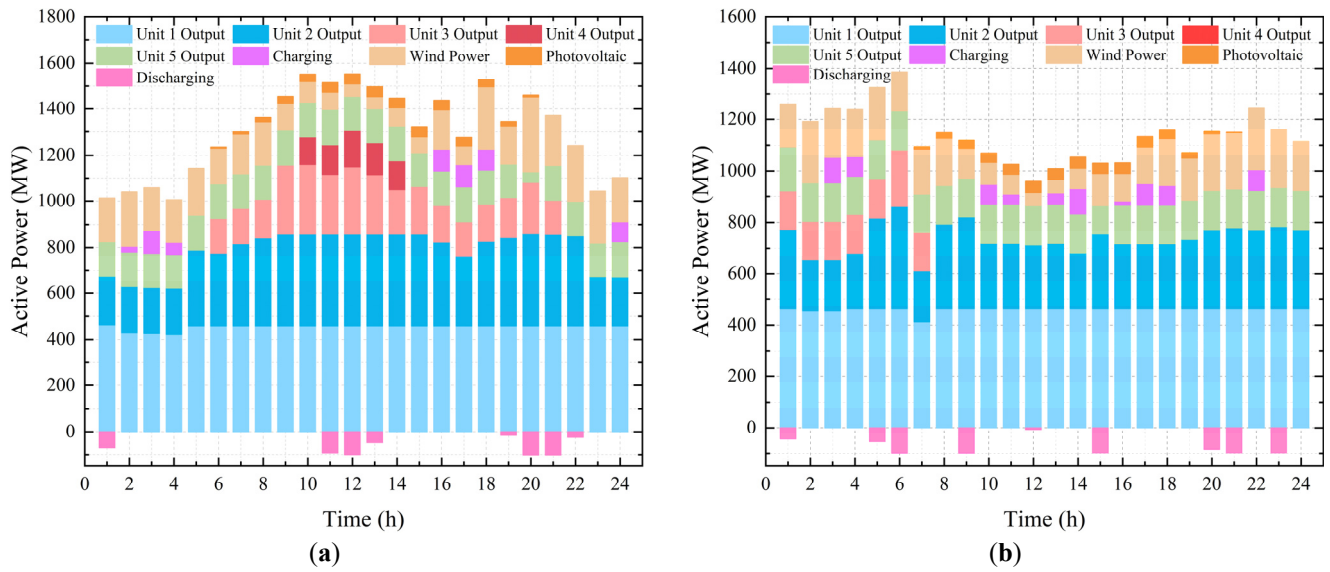 Active Power (MW)
1800
1600
1400
1200
1000
800
600
400
200
0
Unit 1 Output Unit 2 Output Unit 3 Output Unit 4 Output
Unit 5 Output Charging Wind Power Photovoltaic
Discharging
0 2 4 6 8 10 12 14 16 18 20 22 24
Time (h)
(a)
Active Power (MW)
1600
1400
1200
1000
800
600
400
200
0
Unit 1 Output Unit 2 Output Unit 3 Output Unit 4 Output
Unit 5 Output Charging Wind Power Photovoltaic
Discharging
0 2 4 6 8 10 12 14 16 18 20 22 24
Time (h)
(b)